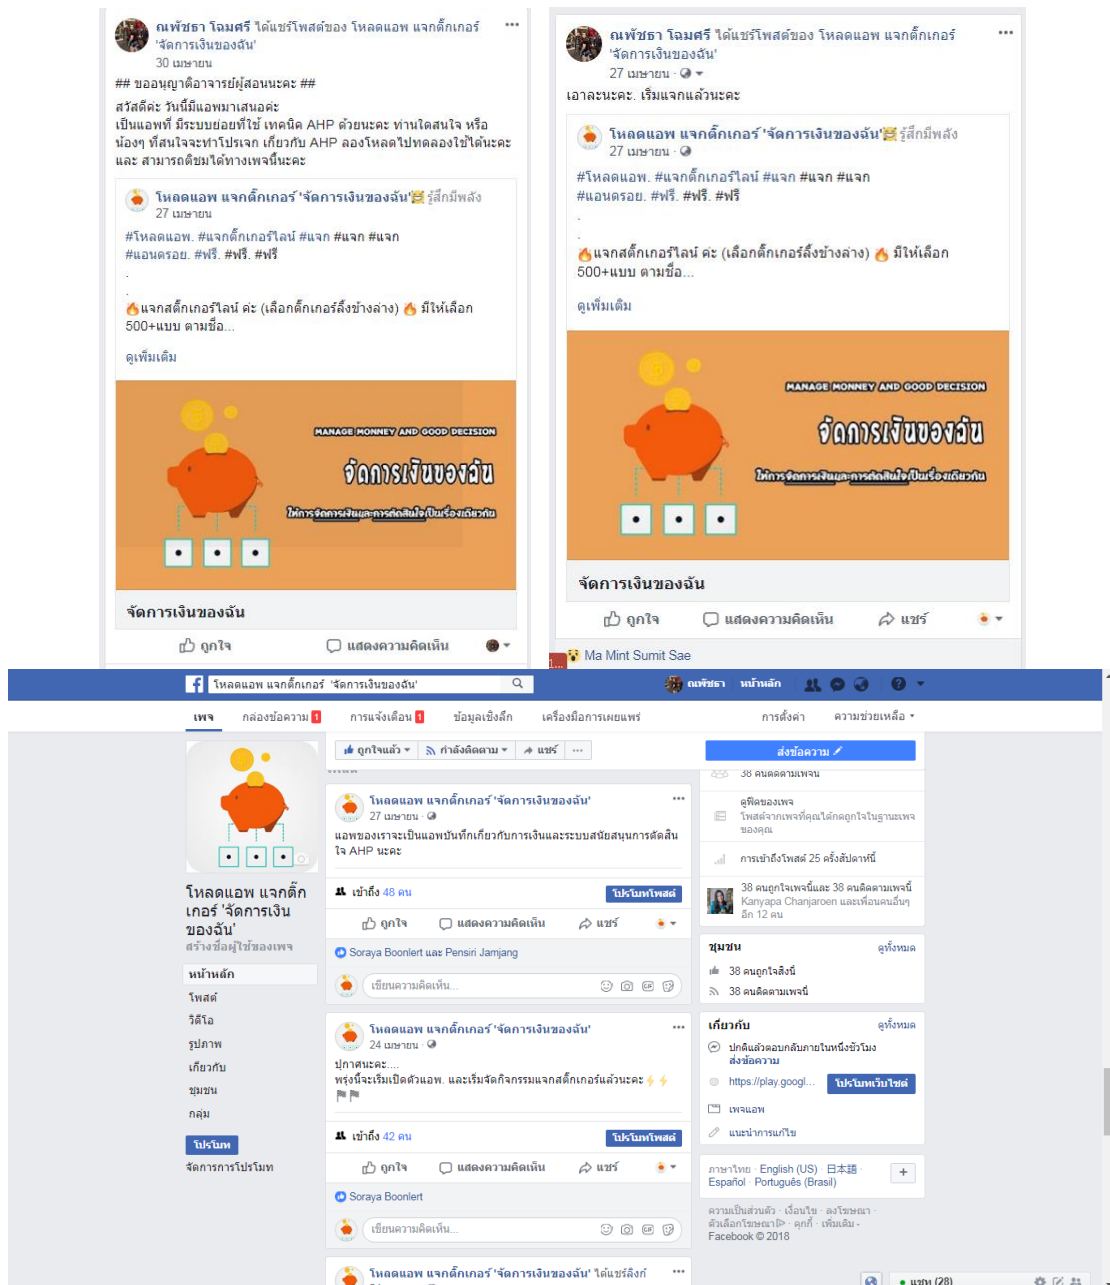 ณพัชธา โฉมศรี ได้แชร์โพสต์ของ โหลดแอพ แจกติ๊กเกอร์
'จัดการเงินของฉัน'
30 เมษายน
## ขออนุญาติอาจารย์ผู้สอนนะคะ ##
สวัสดีค่ะ วันนี้มีแอพมาเสนอค่ะ
เป็นแอพที่ มีระบบย่อยที่ใช้ เทคนิค AHP ด้วยนะคะ ท่านใดสนใจ หรือ
น้องๆ ที่สนใจจะทำโปรเจก เกี่ยวกับ AHP ลองโหลดไปทดลองใช้ได้นะคะ
และ สามารถติชมได้ทางเพจนี้นะคะ
โหลดแอพ แจกติ๊กเกอร์ 'จัดการเงินของฉัน' รู้สึกมีพลัง
27 เมษายน
#โหลดแอพ. #แจกติ๊กเกอร์ไลน์ #แจก #แจก #แจก
#แอนดรอย. #ฟรี. #ฟรี. #ฟรี
.
.
แจกสติ๊กเกอร์ไลน์ ค่ะ (เลือกติ๊กเกอร์ลิ้งข้างล่าง) มีให้เลือก
500+แบบ ตามชื่อ...
ดูเพิ่มเติม
MANAGE MONNEY AND GOOD DECISION
จัดการเงินของฉัน
ให้การจัดการเงินและการตัดสินใจเป็นเรื่องเดียวกัน
จัดการเงินของฉัน
ถูกใจ แสดงความคิดเห็น
ณพัชธา โฉมศรี ได้แชร์โพสต์ของ โหลดแอพ แจกติ๊กเกอร์
'จัดการเงินของฉัน'
27 เมษายน ·
เอาละนะคะ. เริ่มแจกแล้วนะคะ
โหลดแอพ แจกติ๊กเกอร์ 'จัดการเงินของฉัน' รู้สึกมีพลัง
27 เมษายน ·
#โหลดแอพ. #แจกติ๊กเกอร์ไลน์ #แจก #แจก #แจก
#แอนดรอย. #ฟรี. #ฟรี. #ฟรี
.
.
แจกสติ๊กเกอร์ไลน์ ค่ะ (เลือกติ๊กเกอร์ลิ้งข้างล่าง) มีให้เลือก
500+แบบ ตามชื่อ...
ดูเพิ่มเติม
MANAGE MONNEY AND GOOD DECISION
จัดการเงินของฉัน
ให้การจัดการเงินและการตัดสินใจเป็นเรื่องเดียวกัน
จัดการเงินของฉัน
ถูกใจ แสดงความคิดเห็น แชร์
Ma Mint Sumit Sae
โหลดแอพ แจกติ๊กเกอร์ 'จัดการเงินของฉัน' ณพัชธา หน้าหลัก
เพจ กล่องข้อความ 1 การแจ้งเตือน 1 ข้อมูลเชิงลึก เครื่องมือการเผยแพร่ การตั้งค่า ความช่วยเหลือ
โหลดแอพ แจกติ๊ก
เกอร์ 'จัดการเงิน
ของฉัน'
สร้างชื่อผู้ใช้ของเพจ
หน้าหลัก
โพสต์
วิดีโอ
รูปภาพ
เกี่ยวกับ
ชุมชน
กลุ่ม
โปรโมท
จัดการการโปรโมท
ถูกใจแล้ว กำลังติดตาม แชร์ ...
โหลดแอพ แจกติ๊กเกอร์ 'จัดการเงินของฉัน'
27 เมษายน ·
แอพของเราจะเป็นแอพบันทึกเกี่ยวกับการเงินและระบบสนับสนุนการตัดสิน
ใจ AHP นะคะ
เข้าถึง 48 คน โปรโมทโพสต์
ถูกใจ แสดงความคิดเห็น แชร์
Soraya Boonlert และ Pensiri Jamjang
เขียนความคิดเห็น...
โหลดแอพ แจกติ๊กเกอร์ 'จัดการเงินของฉัน'
24 เมษายน ·
ปุกาศนะคะ....
พรุ่งนี้จะเริ่มเปิดตัวแอพ. และเริ่มจัดกิจกรรมแจกสติ๊กเกอร์แล้วนะคะ
เข้าถึง 42 คน โปรโมทโพสต์
ถูกใจ แสดงความคิดเห็น แชร์
Soraya Boonlert
เขียนความคิดเห็น...
โหลดแอพ แจกติ๊กเกอร์ 'จัดการเงินของฉัน' ได้แชร์ลิงก์
ส่งข้อความ
38 คนติดตามเพจนี้
ดูฟีดของเพจ
โพสต์จากเพจที่คุณได้กดถูกใจในฐานะเพจ
ของคุณ
การเข้าถึงโพสต์ 25 ครั้งสัปดาห์นี้
38 คนถูกใจเพจนี้และ 38 คนติดตามเพจนี้
Kanyapa Chanjaroen และเพื่อนคนอื่นๆ
อีก 12 คน
ชุมชน ดูทั้งหมด
38 คนถูกใจสิ่งนี้
38 คนติดตามเพจนี้
เกี่ยวกับ ดูทั้งหมด
ปกติแล้วตอบกลับภายในหนึ่งชั่วโมง
ส่งข้อความ
https://play.googl... โปรโมทเว็บไซต์
เพจแอพ
แนะนำการแก้ไข
ภาษาไทย · English (US) · 日本語 ·
Español · Português (Brasil)
ความเป็นส่วนตัว · เงื่อนไข · ลงโฆษณา ·
ตัวเลือกโฆษณา · คุกกี้ · เพิ่มเติม
Facebook © 2018
แชท (28)